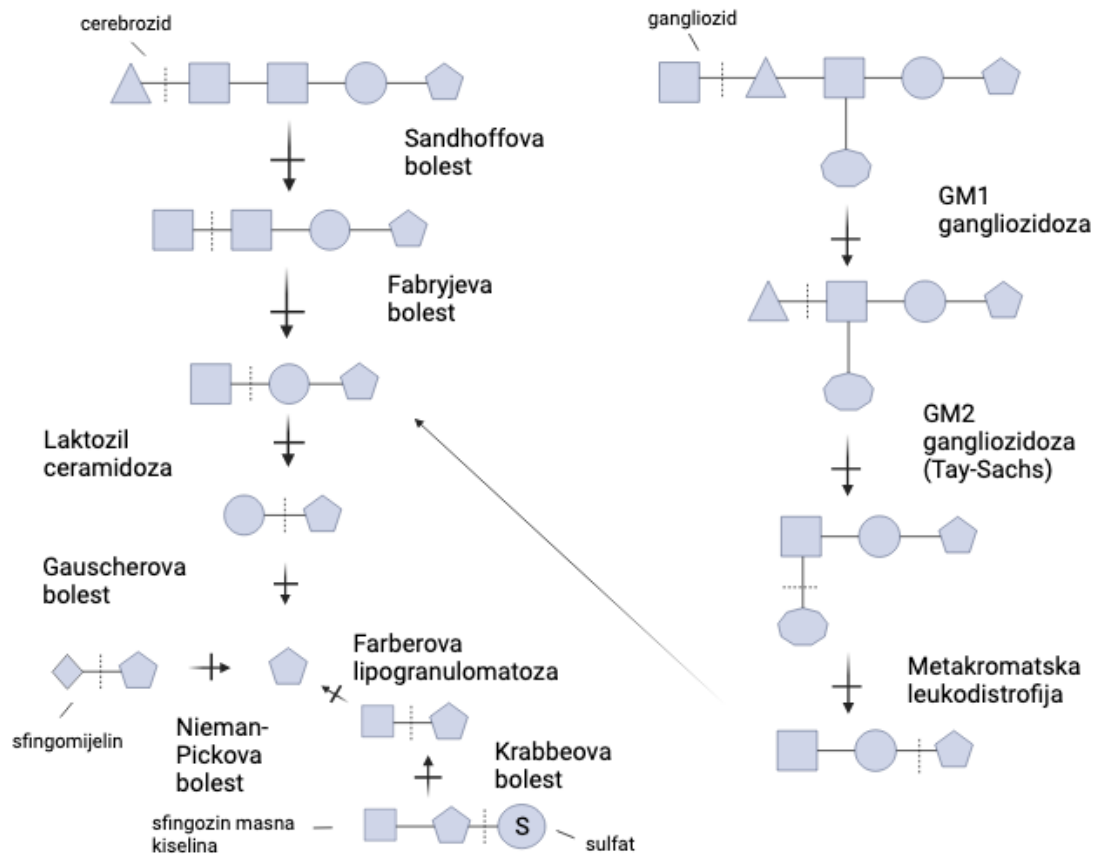 cerebrozid
gangliozid
Sandhoffova
bolest
GM1
gangliozidoza
Fabryjeva
bolest
GM2
gangliozidoza
(Tay-Sachs)
Laktozil
ceramidoza
Gauscherova
bolest
Farberova
lipogranulomatoza
Metakromatska
leukodistrofija
sfingomijelin
Nieman-
Pickova
bolest
Krabbeova
bolest
sfingozin masna
kiselina
S
sulfat